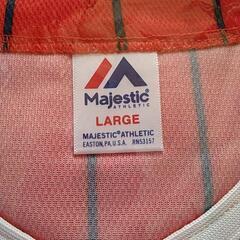 Majestic
ATHLETIC
LARGE
MAJESTIC ATHLETIC
EASTON, PA, U.S.A. RN53157